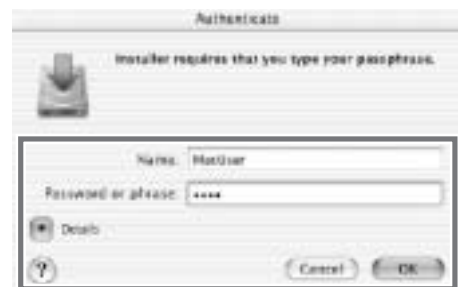 Authenticate
Installer requires that you type your passphrase.
Name: MacUser
Password or phrase: ••••
Details
?
Cancel
OK